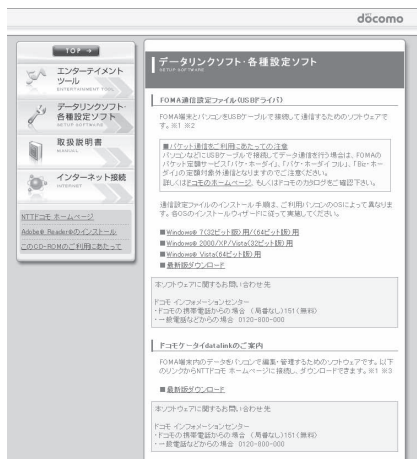 döcomo
TOP →
エンターテイメント
ツール
ENTERTAINMENT TOOL
データリンクソフト・
各種設定ソフト
SETUP SOFTWARE
取扱説明書
MANUAL
インターネット接続
INTERNET
NTTドコモ ホームページ
Adobe® Reader®のインストール
このCD-ROMのご利用にあたって
データリンクソフト・各種設定ソフト
SETUP SOFTWARE
FOMA通信設定ファイル(USBドライバ)
FOMA端末とパソコンをUSBケーブルで接続して通信するためのソフトウェアで
す。※1 ※2
■パケット通信をご利用にあたっての注意
パソコンなどにUSBケーブルで接続してデータ通信を行う場合は、FOMAの
パケット定額サービス「パケ・ホーダイ」、「パケ・ホーダイ フル」、「Biz・ホー
ダイ」の定額対象外通信となりますのでご注意ください。
詳しくはドコモのホームページ、もしくはドコモのカタログをご確認下さい。
通信設定ファイルのインストール手順は、ご利用パソコンのOSによって異なりま
す。各OSのインストールウィザードに従って実施してください。
■Windows® 7(32ビット版)用/(64ビット版)用
■Windows® 2000/XP/Vista(32ビット版)用
■Windows® Vista(64ビット版)用
■最新版ダウンロード
本ソフトウェアに関するお問い合わせ先
ドコモ インフォメーションセンター
・ドコモの携帯電話からの場合 (局番なし)151(無料)
・一般電話などからの場合 0120-800-000
ドコモケータイdatalinkのご案内
FOMA端末内のデータをパソコンで編集・管理するためのソフトウェアです。以下
のリンクからNTTドコモ ホームページに接続し、ダウンロードできます。※1 ※3
■最新版ダウンロード
本ソフトウェアに関するお問い合わせ先
ドコモ インフォメーションセンター
・ドコモの携帯電話からの場合 (局番なし)151(無料)
・一般電話などからの場合 0120-800-000